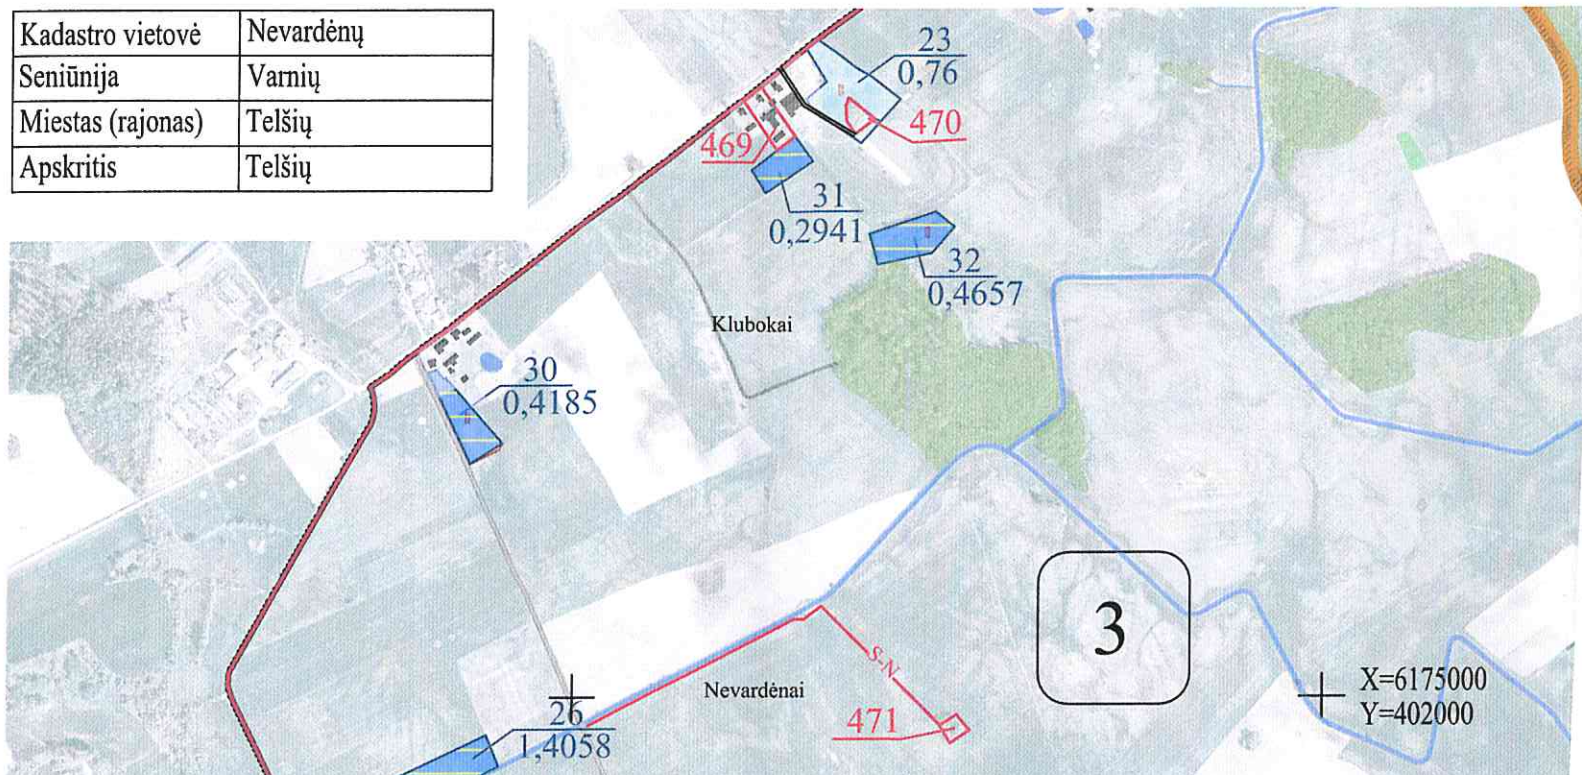 Kadastro vietovė Nevardėnų
Seniūnija Varnių
Miestas (rajonas) Telšių
Apskritis Telšių
23
0,76
470
469
31
0,2941
32
0,4657
Klubokai
30
0,4185
3
S-N
Nevardėnai
471
X=6175000
Y=402000
26
1,4058